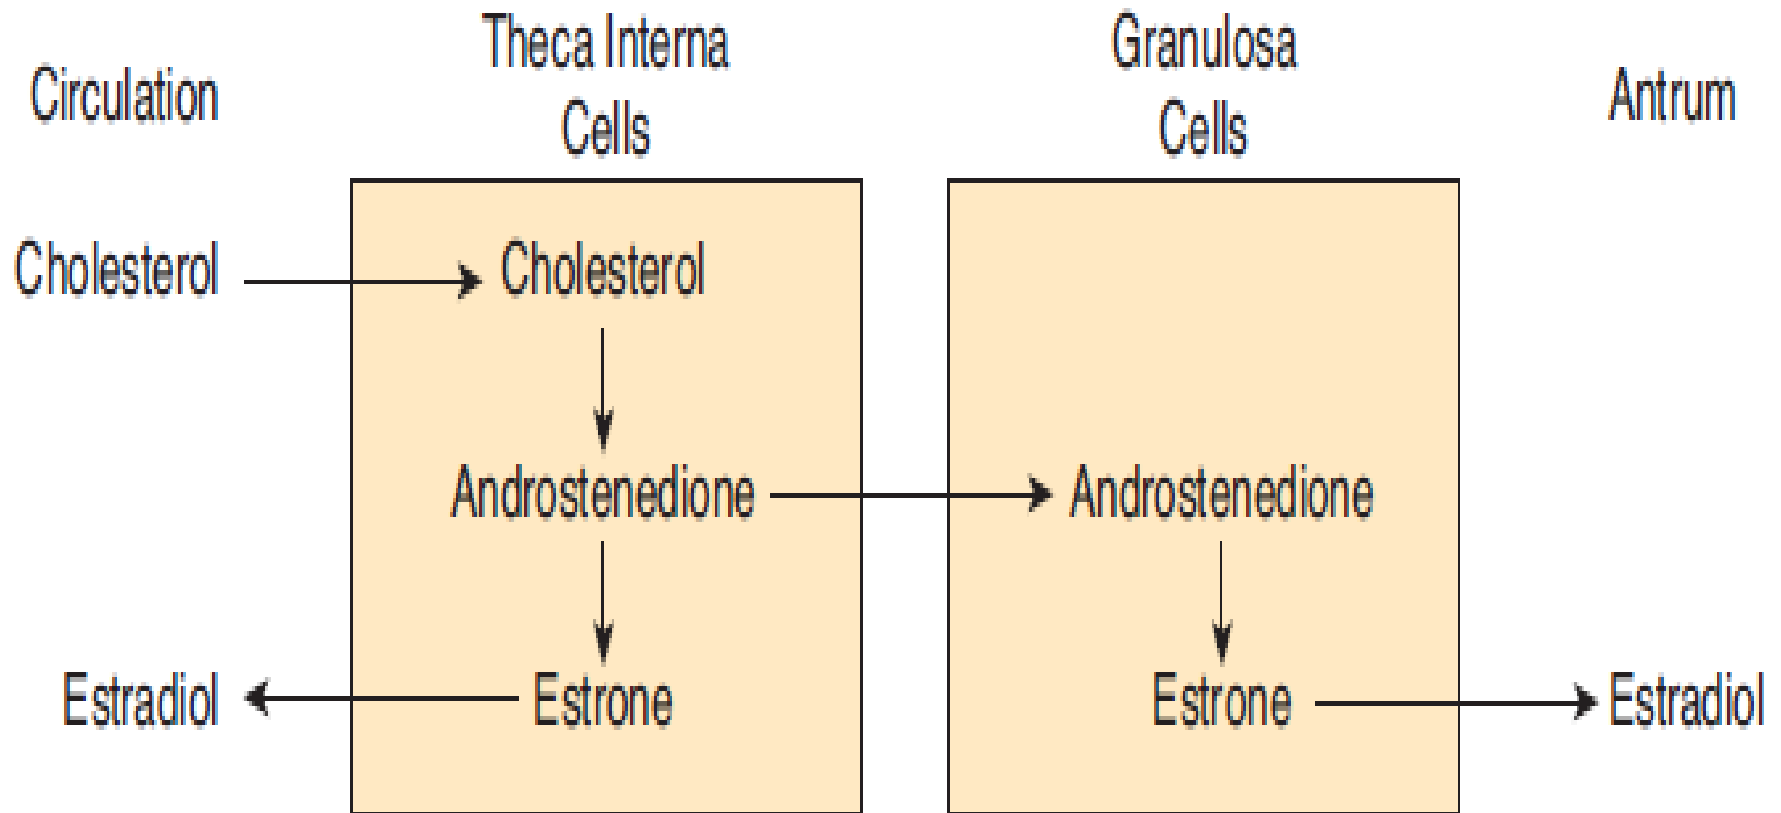 Circulation
Theca Interna
Cells
Granulosa
Cells
Antrum
Cholesterol
Cholesterol
Androstenedione
Androstenedione
Estradiol
Estrone
Estrone
Estradiol